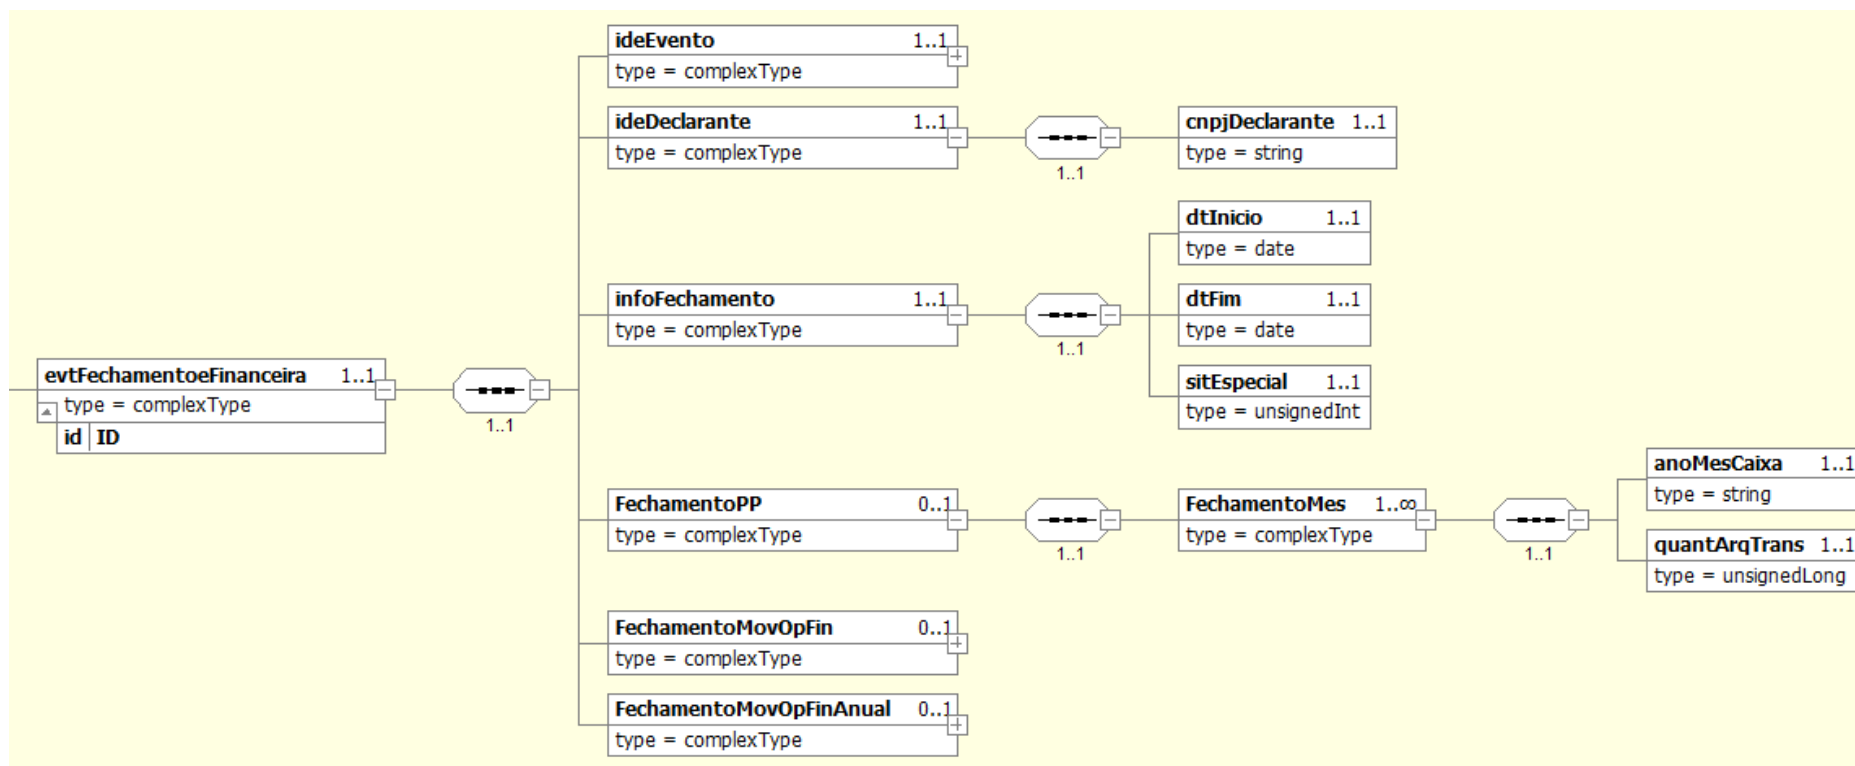 ideEvento 1..1
type = complexType
ideDeclarante 1..1
type = complexType
1..1
cnpjDeclarante 1..1
type = string
infoFechamento 1..1
type = complexType
1..1
dtInicio 1..1
type = date
dtFim 1..1
type = date
sitEspecial 1..1
type = unsignedInt
evtFechamentoeFinanceira 1..1
type = complexType
id ID
1..1
FechamentoPP 0..1
type = complexType
1..1
FechamentoMes 1..∞
type = complexType
1..1
anoMesCaixa 1..1
type = string
quantArqTrans 1..1
type = unsignedLong
FechamentoMovOpFin 0..1
type = complexType
FechamentoMovOpFinAnual 0..1
type = complexType